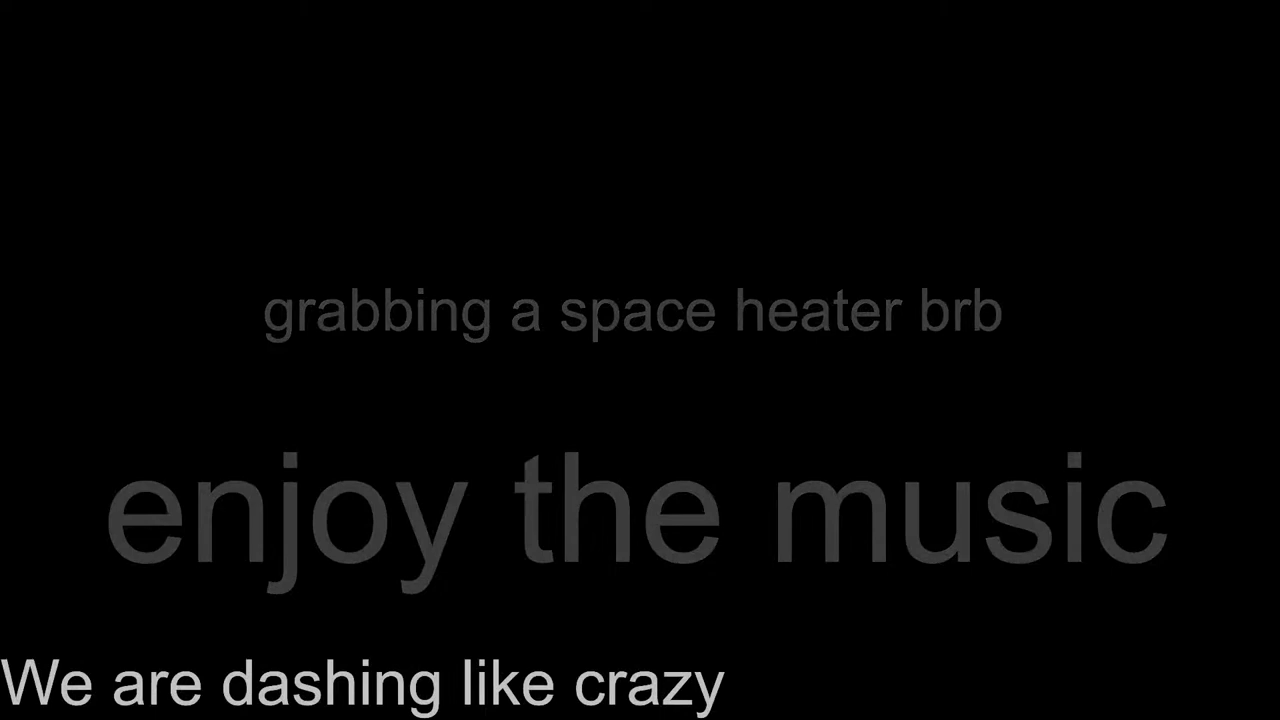 grabbing a space heater brb
enjoy the music
We are dashing like crazy